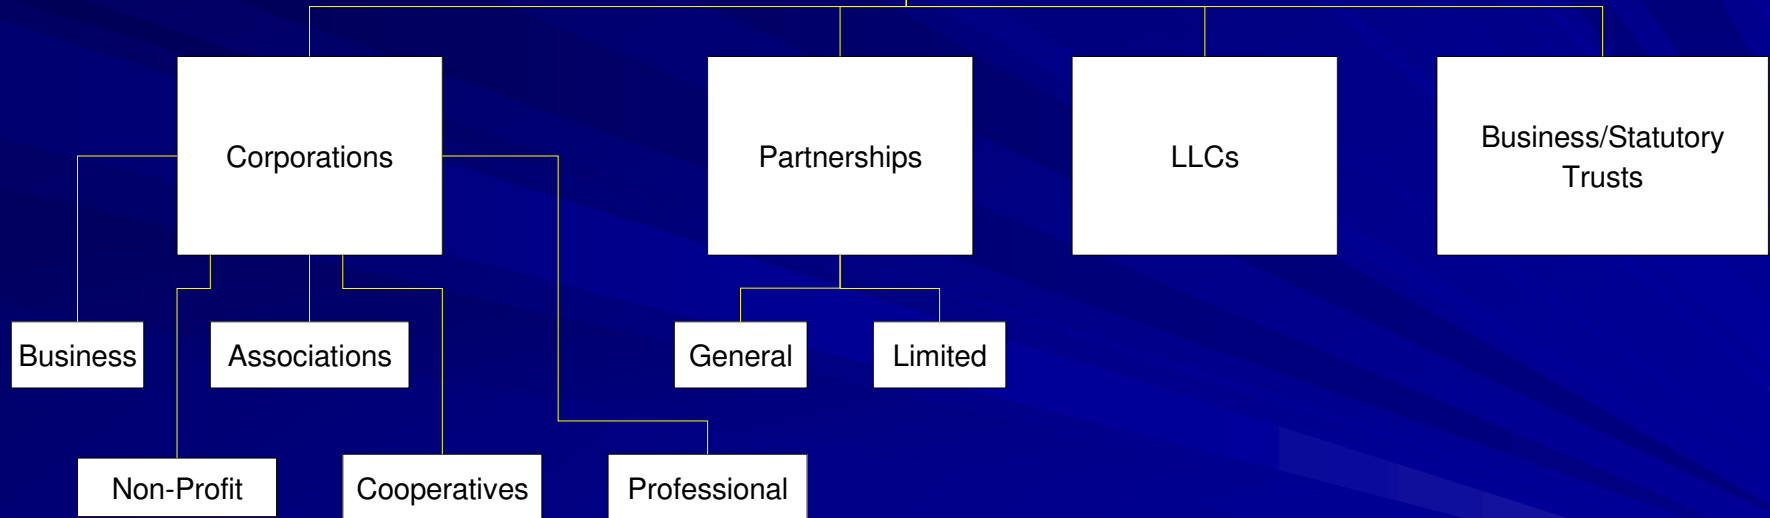 Corporations
Partnerships
LLCs
Business/Statutory
Trusts
Business
Associations
General
Limited
Non-Profit
Cooperatives
Professional